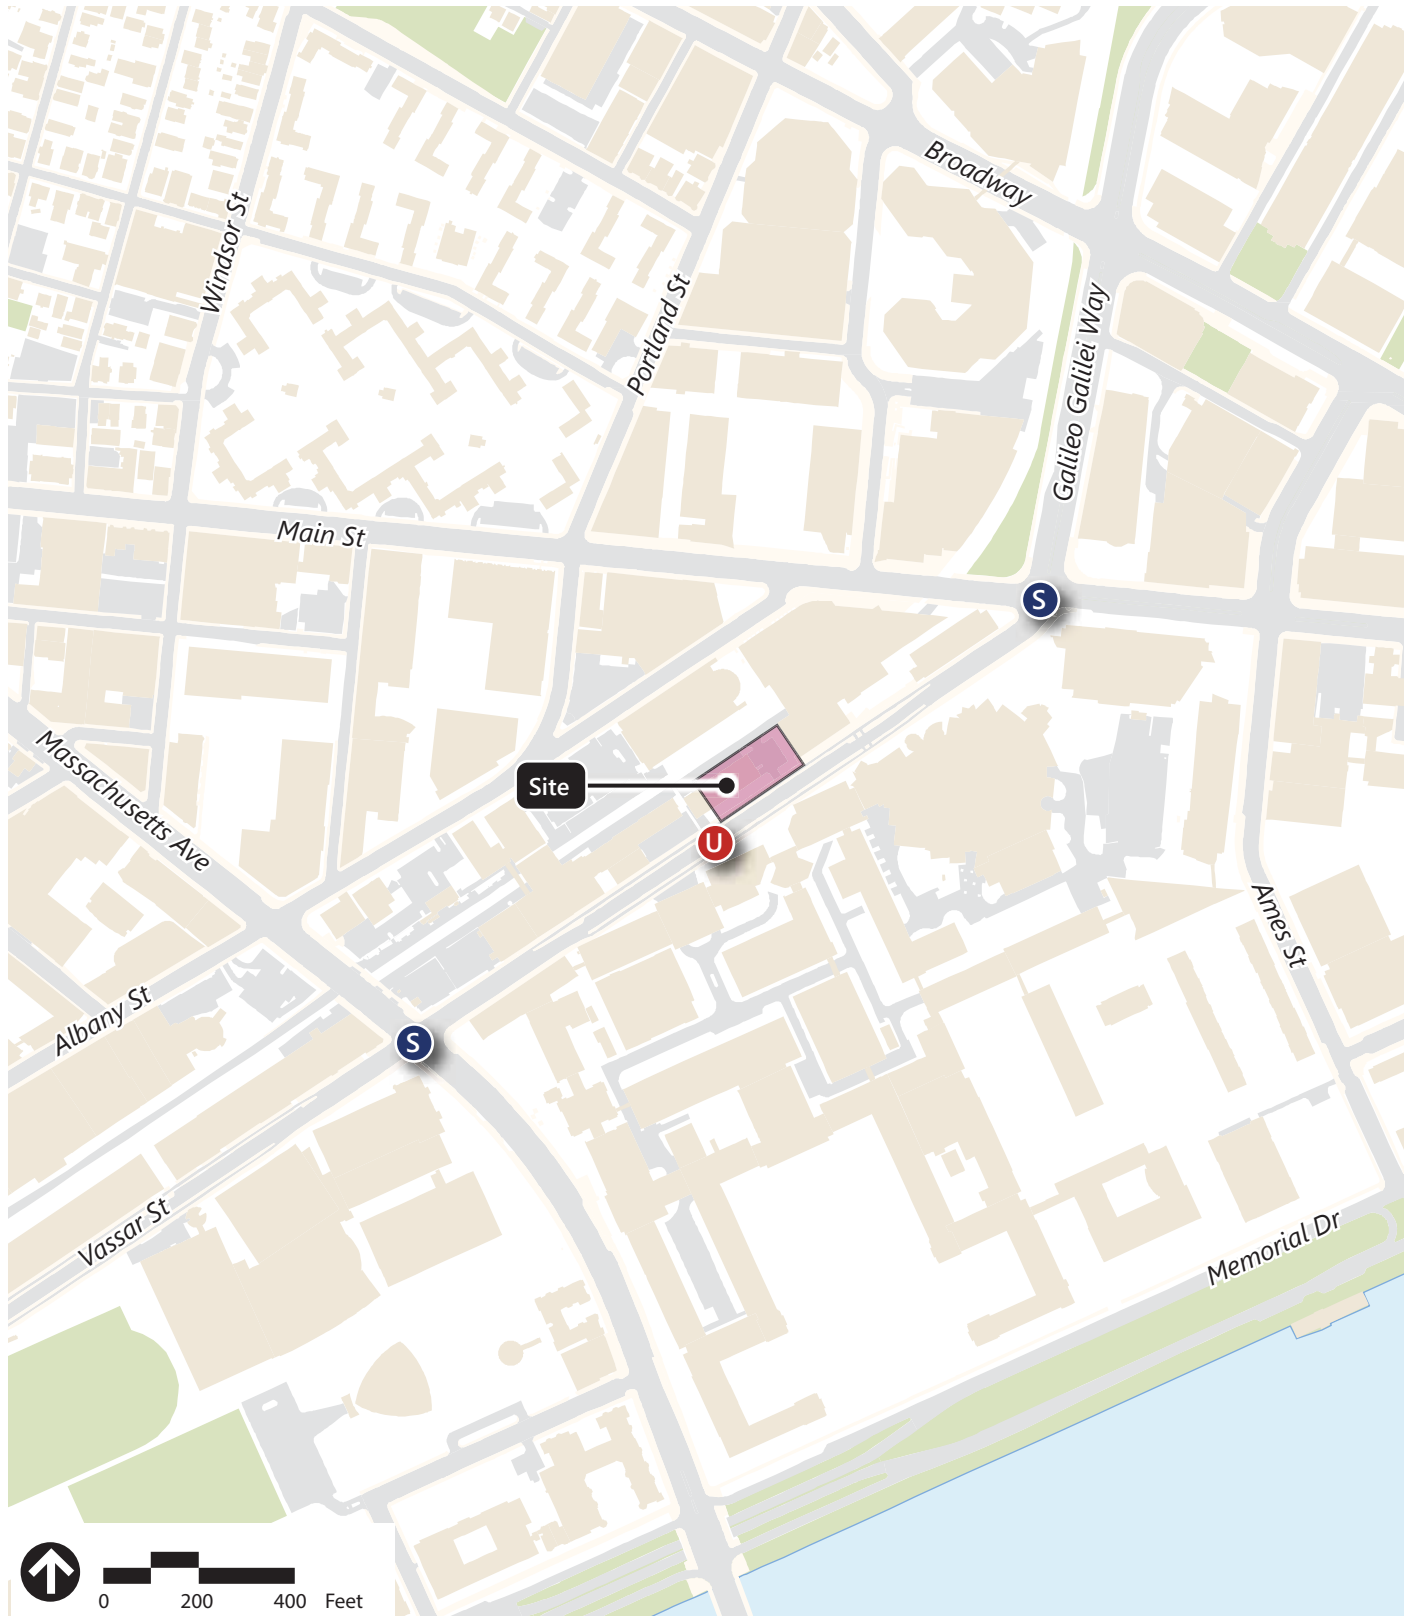 Broadway
Windsor St
Portland St
Galileo Galilei Way
Main St
S
Massachusetts Ave
Site
U
Ames St
Albany St
S
Vassar St
Memorial Dr
0 200 400 Feet